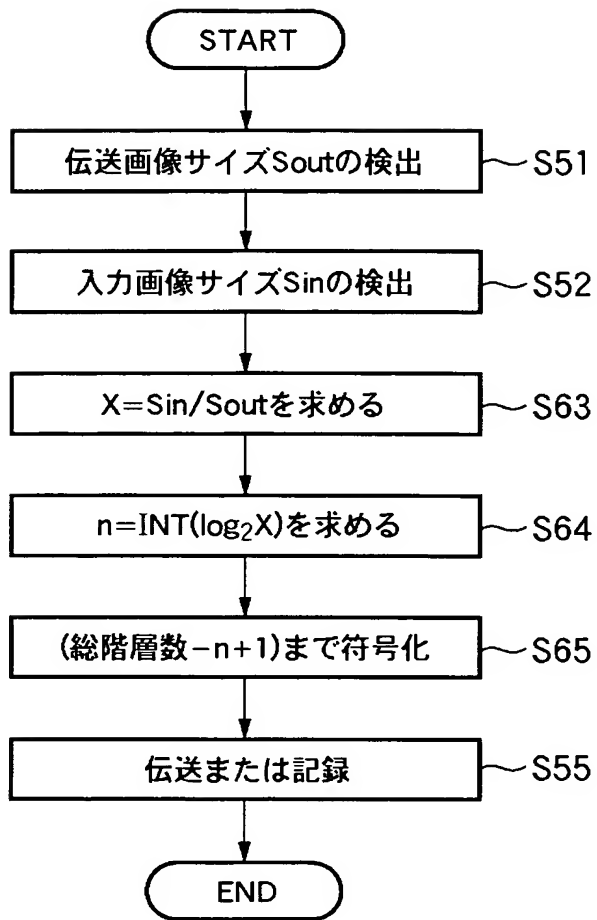 START
伝送画像サイズSoutの検出 S51
入力画像サイズSinの検出 S52
X=Sin/Soutを求める S63
n=INT(log₂X)を求める S64
(総階層数−n+1)まで符号化 S65
伝送または記録 S55
END